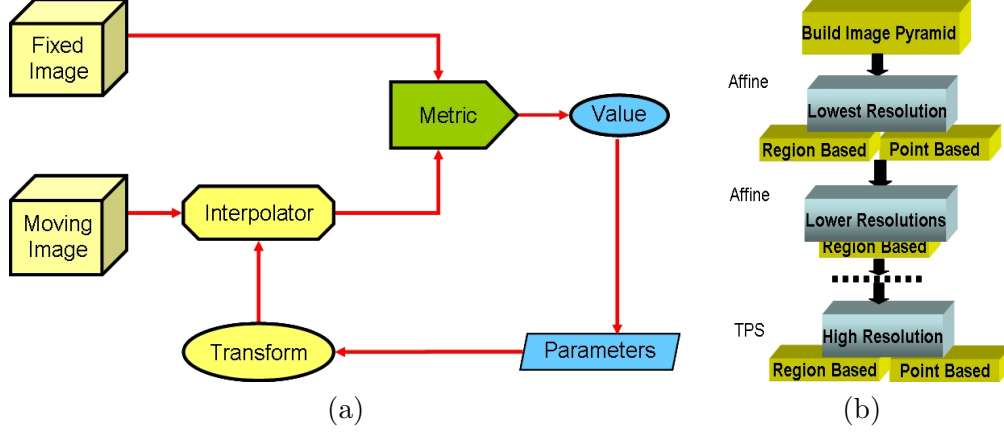 Fixed
Image
Metric
Value
Moving
Image
Interpolator
Transform
Parameters
(a)
Build Image Pyramid
Affine
Lowest Resolution
Region Based
Point Based
Affine
Lower Resolutions
Region Based
TPS
High Resolution
Region Based
Point Based
(b)